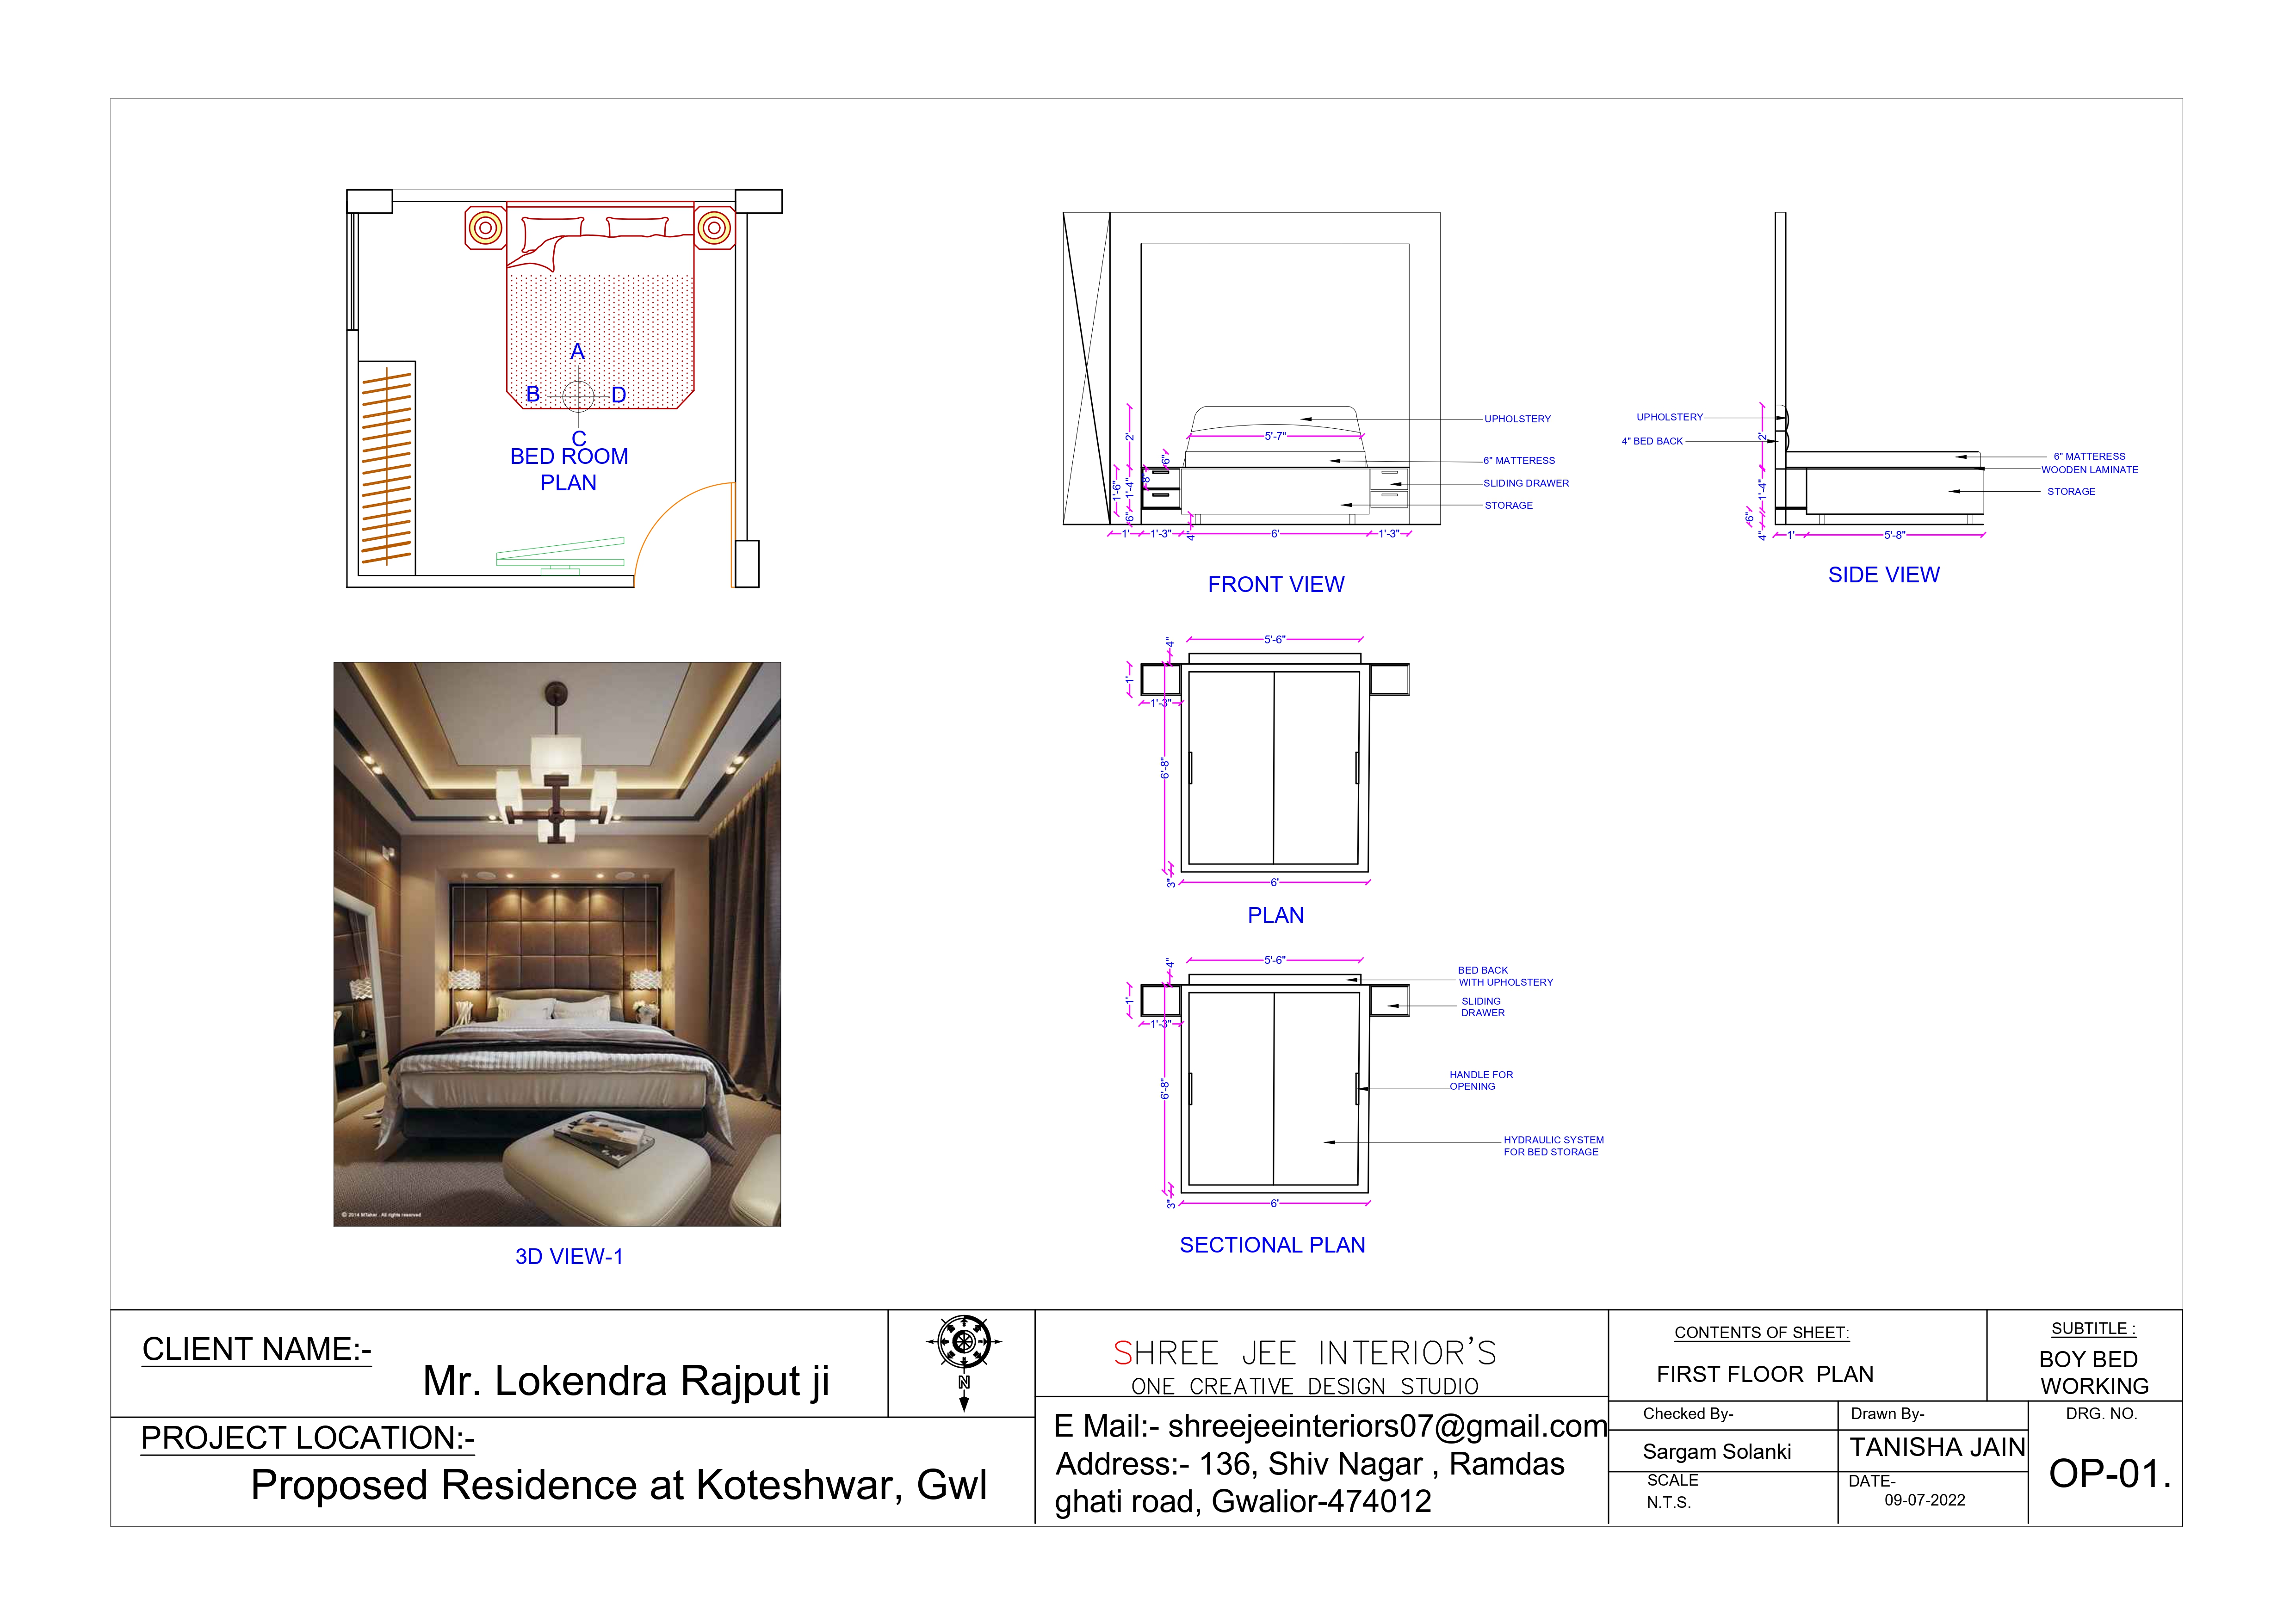 A
B
D
C
BED ROOM
PLAN
UPHOLSTERY
5'-7"
2'
6"
6" MATTERESS
SLIDING DRAWER
STORAGE
1'-6"
1'-4"
8"
6"
4"
1'
1'-3"
6'
1'-3"
FRONT VIEW
UPHOLSTERY
4" BED BACK
2'
6" MATTERESS
WOODEN LAMINATE
STORAGE
1'-4"
6"
4"
1'
5'-8"
SIDE VIEW
5'-6"
4"
1'
1'-3"
6'-8"
3"
6'
PLAN
5'-6"
4"
BED BACK
WITH UPHOLSTERY
SLIDING
DRAWER
1'
1'-3"
6'-8"
HANDLE FOR
OPENING
HYDRAULIC SYSTEM
FOR BED STORAGE
3"
6'
SECTIONAL PLAN
© 2014 MTaher . All rights reserved
3D VIEW-1
CLIENT NAME:-
Mr. Lokendra Rajput ji
PROJECT LOCATION:-
Proposed Residence at Koteshwar, Gwl
N
SHREE JEE INTERIOR'S
ONE CREATIVE DESIGN STUDIO
E Mail:- shreejeeinteriors07@gmail.com
Address:- 136, Shiv Nagar , Ramdas
ghati road, Gwalior-474012
CONTENTS OF SHEET:
FIRST FLOOR PLAN
SUBTITLE :
BOY BED
WORKING
Checked By-
Sargam Solanki
Drawn By-
TANISHA JAIN
SCALE
N.T.S.
DATE-
09-07-2022
DRG. NO.
OP-01.